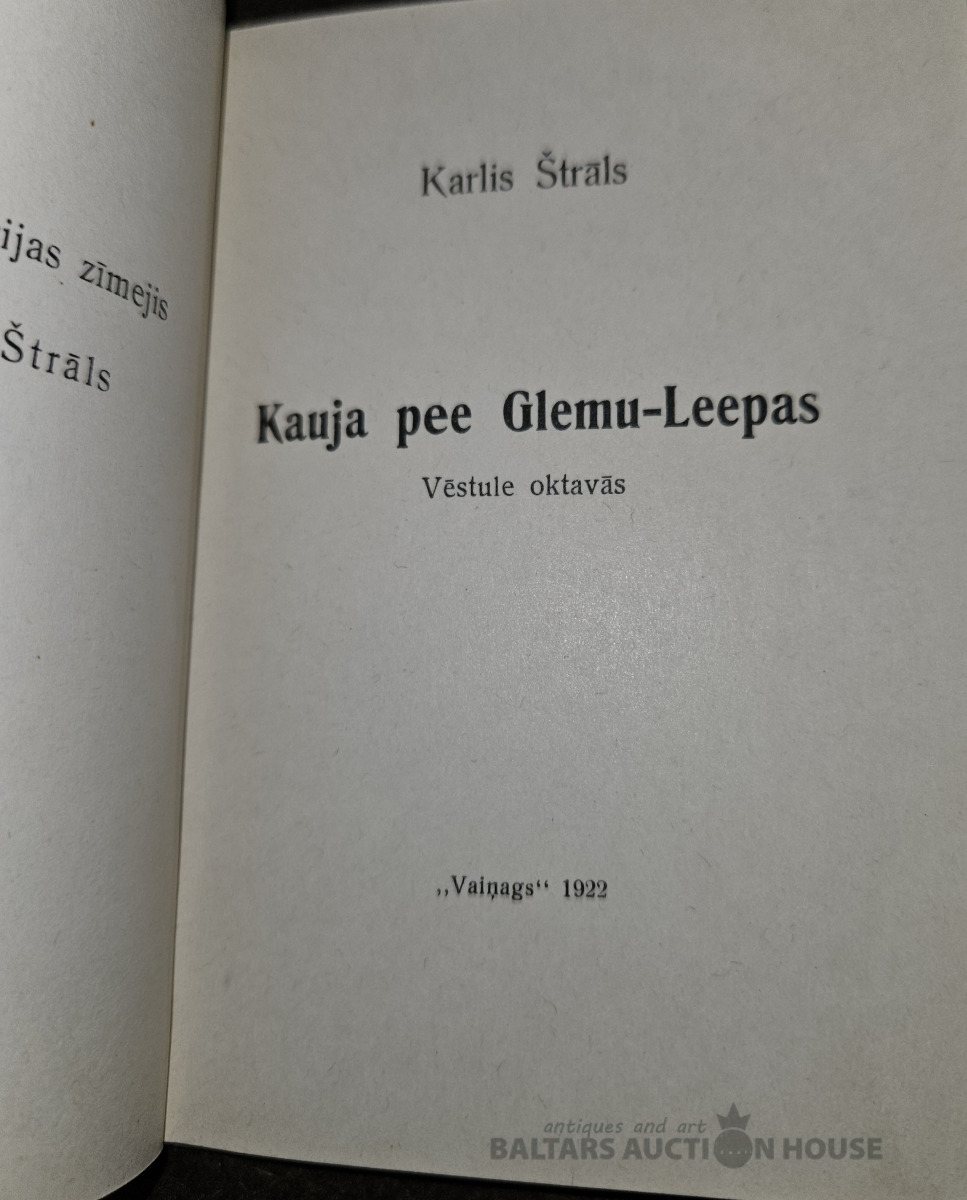 ijas zīmejis
Štrāls
Karlis Štrāls
Kauja pee Glemu-Leepas
Vēstule oktavās
„Vaiņags“ 1922
antiques and art
BALTARS AUCTION HOUSE